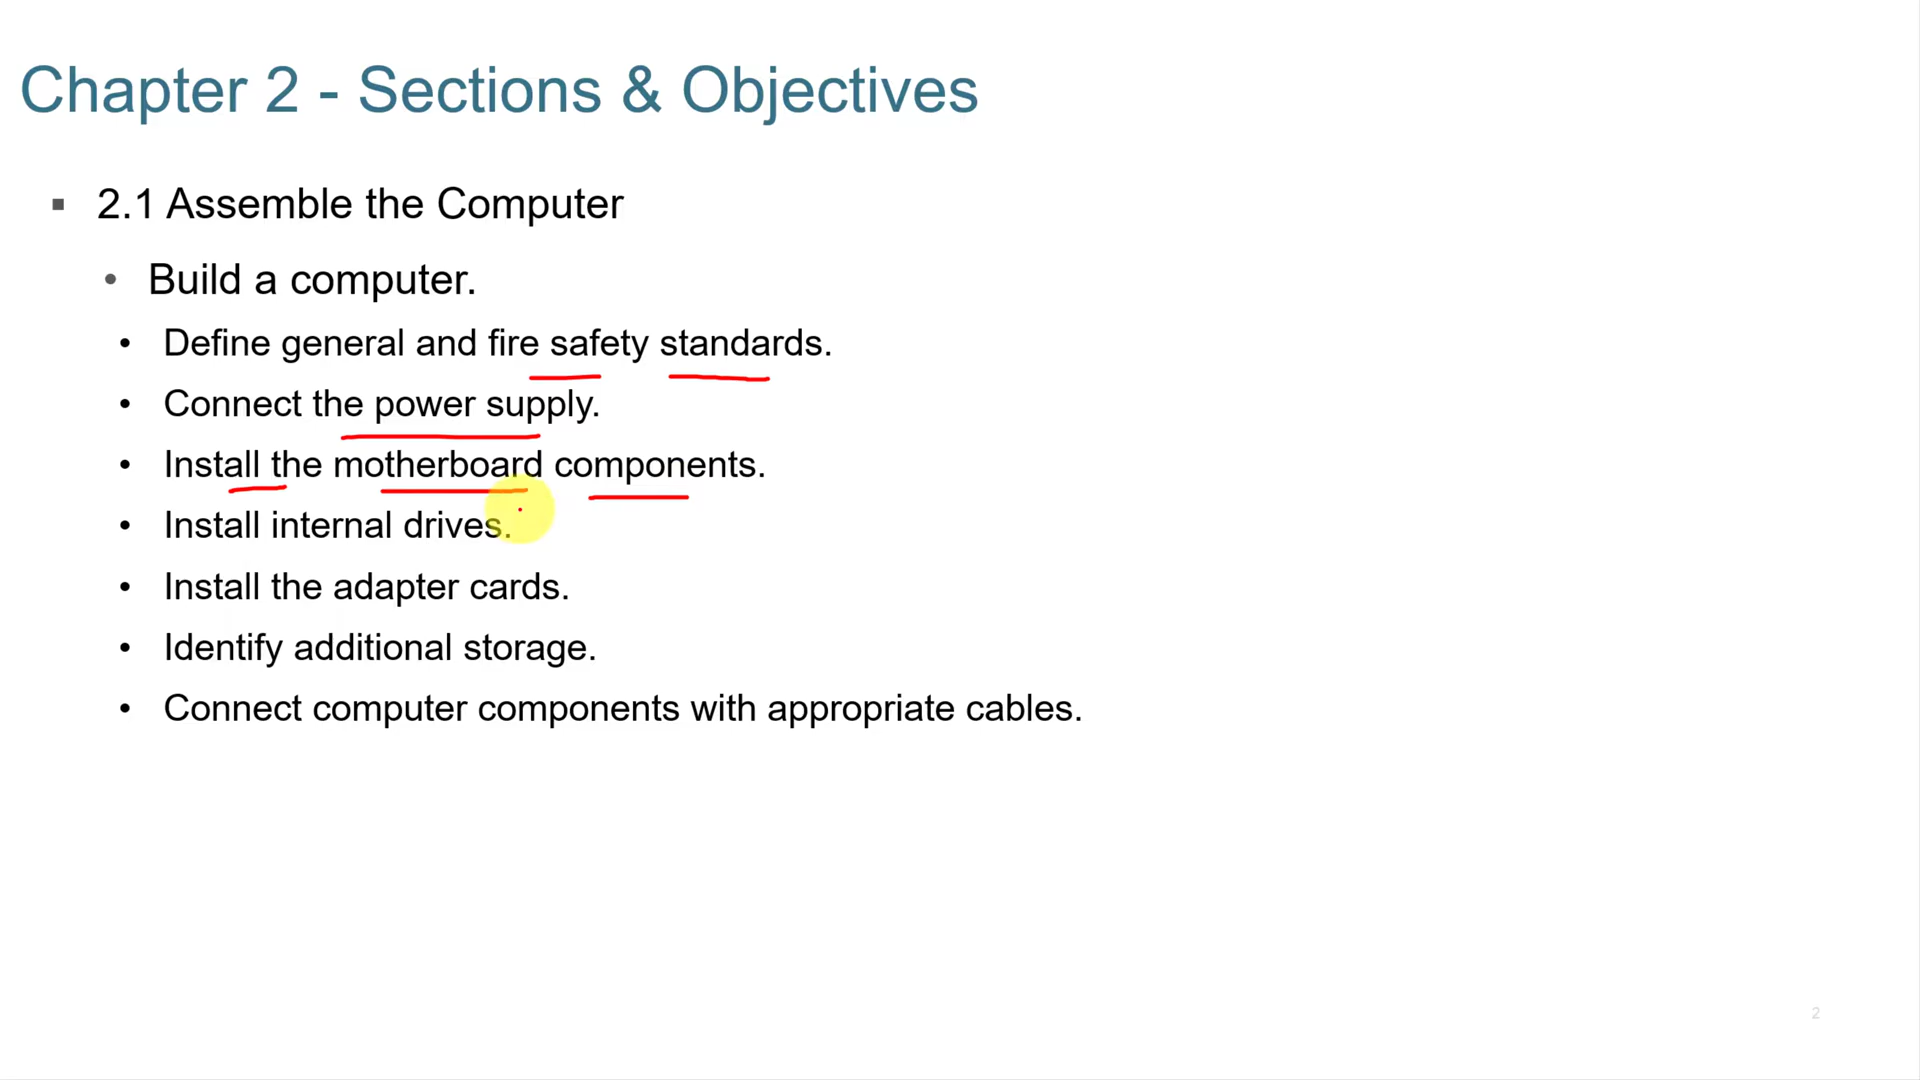 Chapter 2 - Sections & Objectives
▪ 2.1 Assemble the Computer
• Build a computer.
• Define general and fire safety standards.
• Connect the power supply.
• Install the motherboard components.
• Install internal drives.
• Install the adapter cards.
• Identify additional storage.
• Connect computer components with appropriate cables.
2